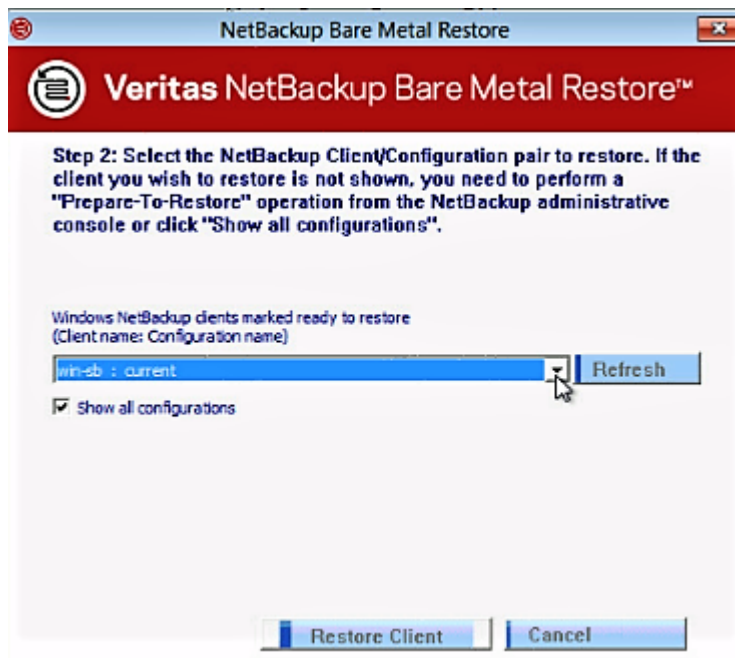 NetBackup Bare Metal Restore
Veritas NetBackup Bare Metal Restore™
Step 2: Select the NetBackup Client/Configuration pair to restore. If the
client you wish to restore is not shown, you need to perform a
"Prepare-To-Restore" operation from the NetBackup administrative
console or click "Show all configurations".
Windows NetBackup clients marked ready to restore
(Client name: Configuration name)
win-sb : current
Refresh
Show all configurations
Restore Client
Cancel